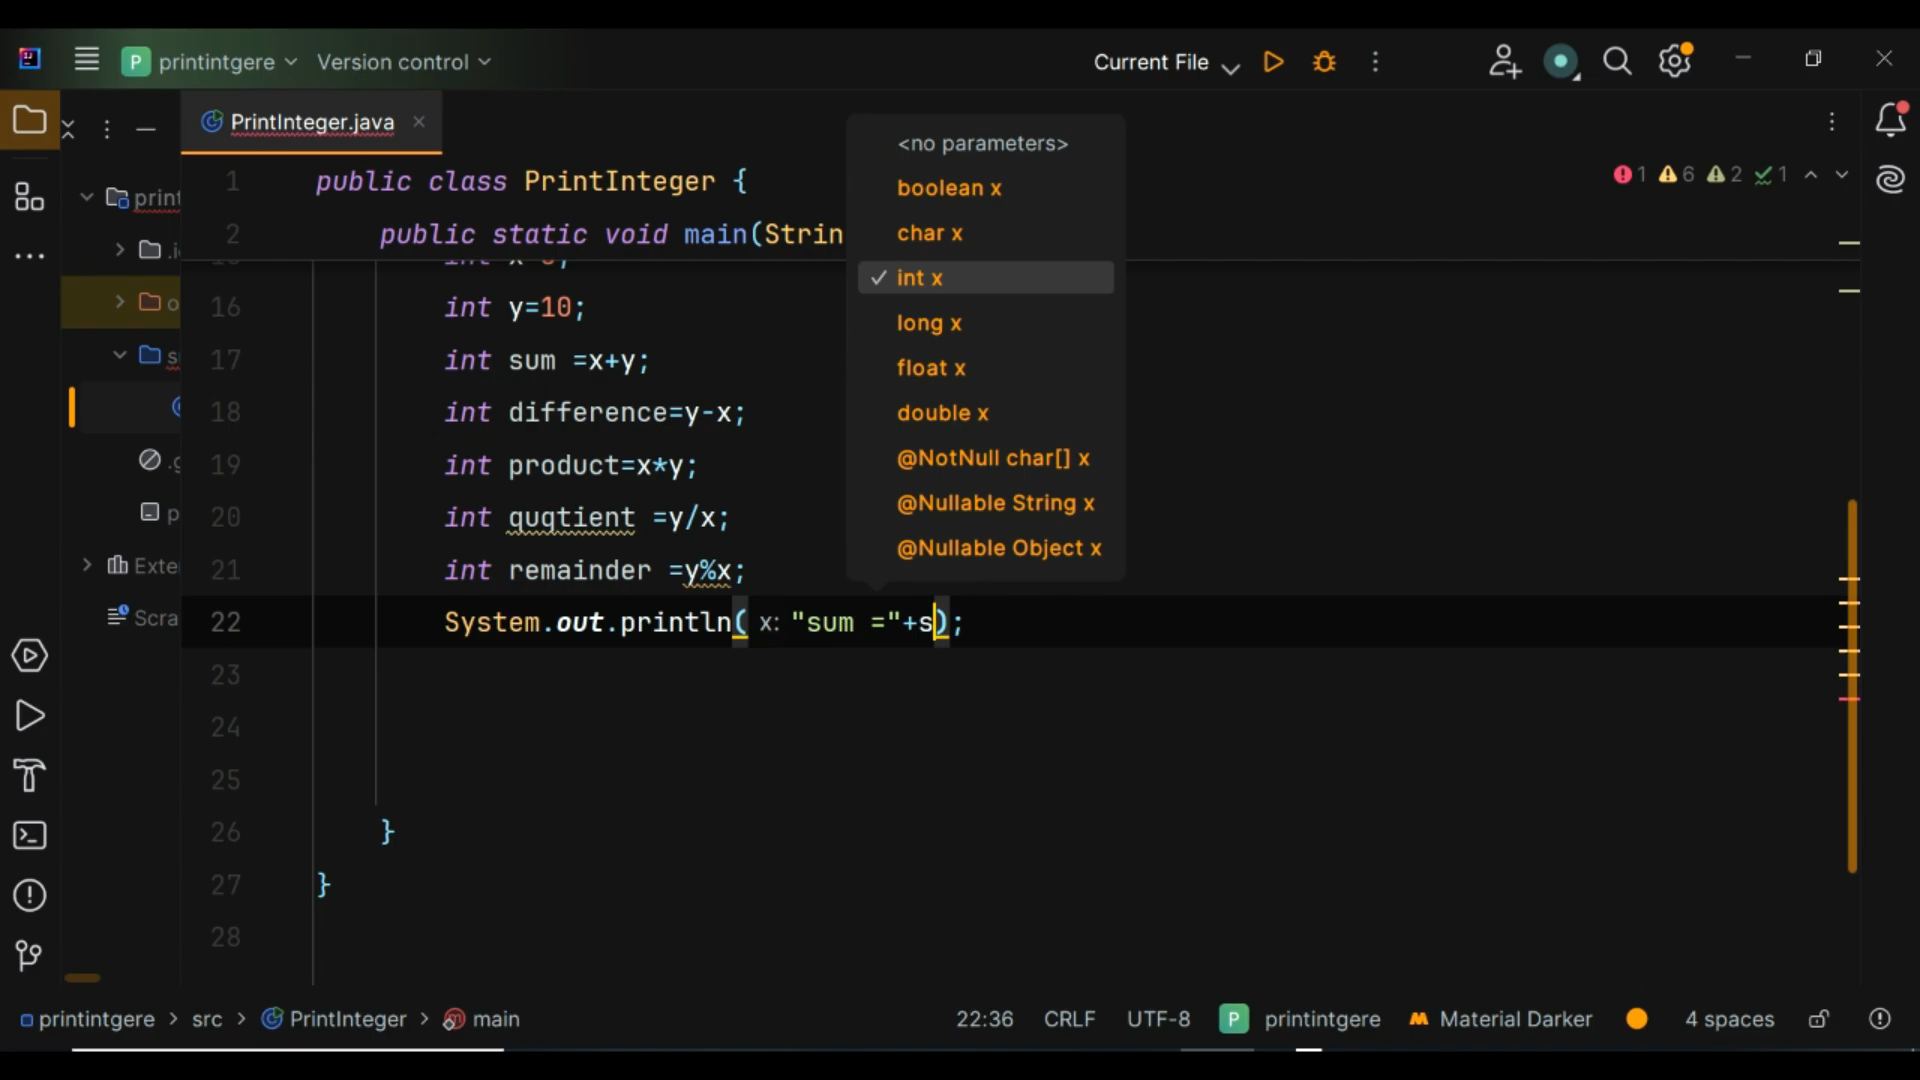 P printintgere Version control Current File
PrintInteger.java
<no parameters>
boolean x
char x
int x
long x
float x
double x
@NotNull char[] x
@Nullable String x
@Nullable Object x
1 6 2 1
print
Exte
Scra
1 public class PrintInteger {
2 public static void main(Strin
16 int y=10;
17 int sum =x+y;
18 int difference=y-x;
19 int product=x*y;
20 int quqtient =y/x;
21 int remainder =y%x;
22 System.out.println( x: "sum ="+s);
23
24
25
26 }
27 }
28
printintgere > src > PrintInteger > main 22:36 CRLF UTF-8 P printintgere Material Darker 4 spaces